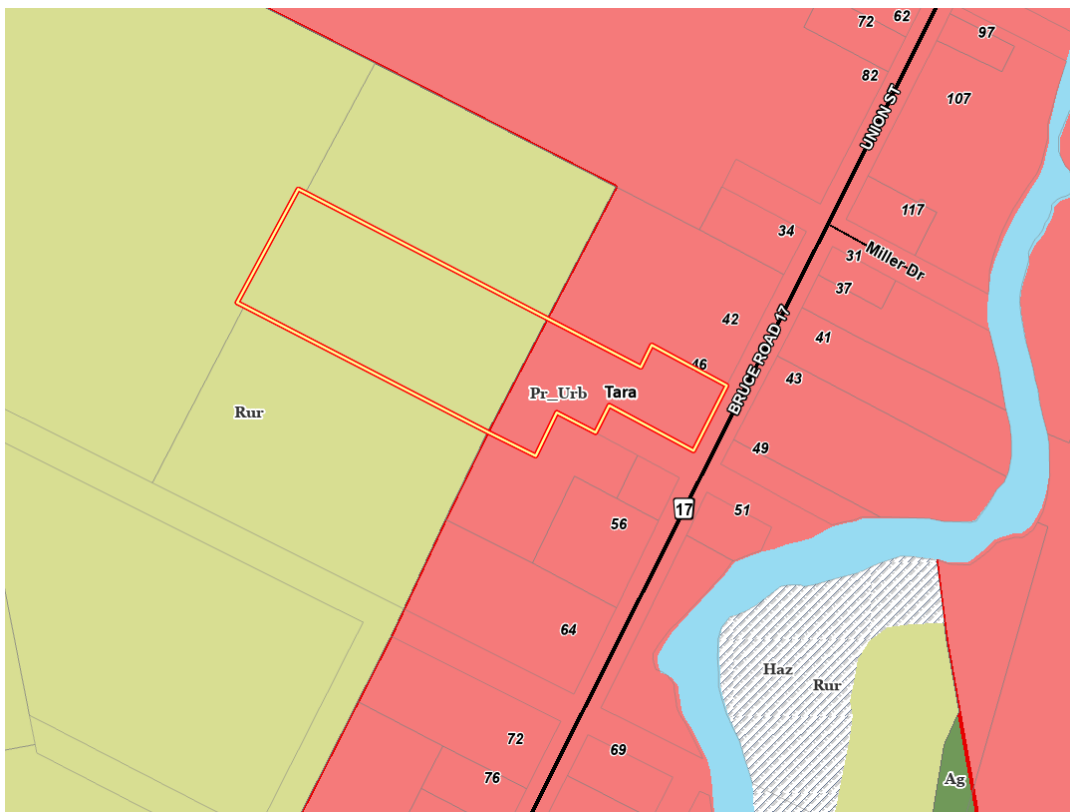 72
62
97
82
107
UNION ST
117
34
31
Miller Dr
37
42
BRUCE ROAD 17
41
46
43
Pr_Urb
Tara
Rur
49
17
51
56
64
Haz
Rur
72
69
76
Ag